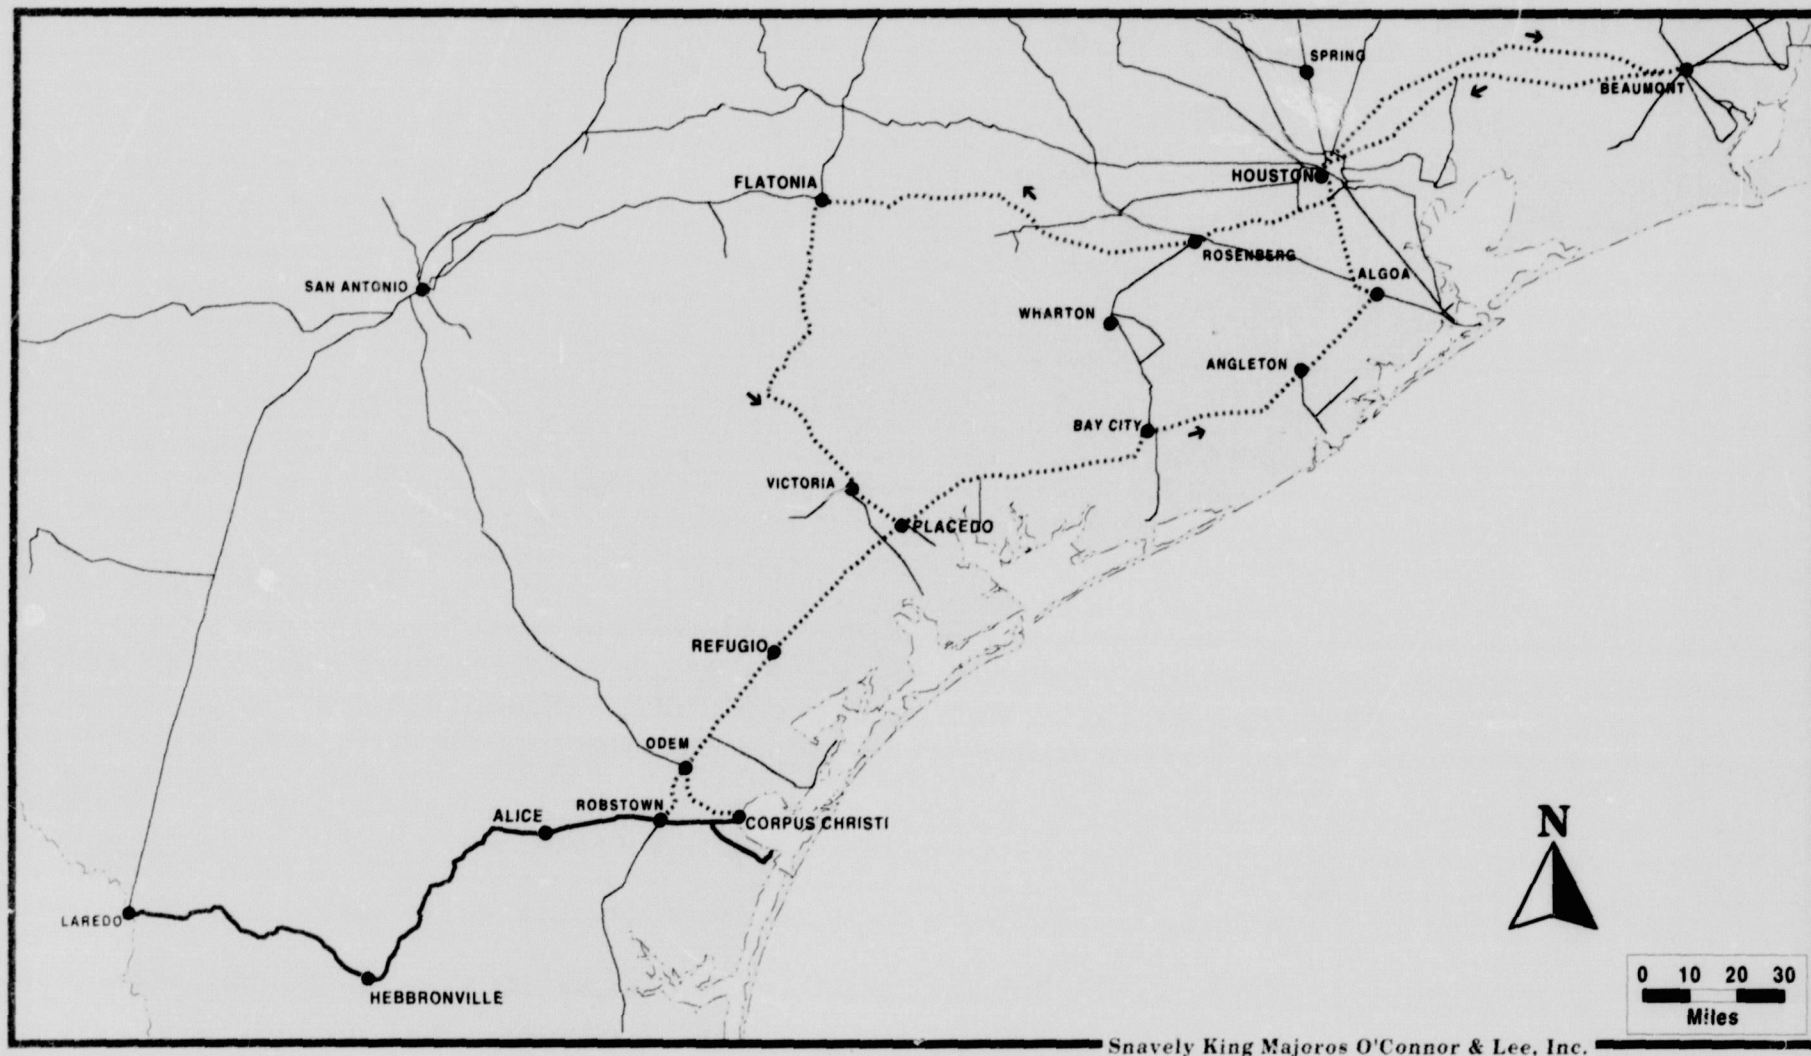 SPRING
BEAUMONT
HOUSTON
FLATONIA
ROSENBERG
ALGOA
SAN ANTONIO
WHARTON
ANGLETON
BAY CITY
VICTORIA
PLACEDO
REFUGIO
ODEM
ROBSTOWN
ALICE
CORPUS CHRISTI
N
LAREDO
HEBBRONVILLE
0 10 20 30
Miles
Snavely King Majoros O'Connor & Lee, Inc.